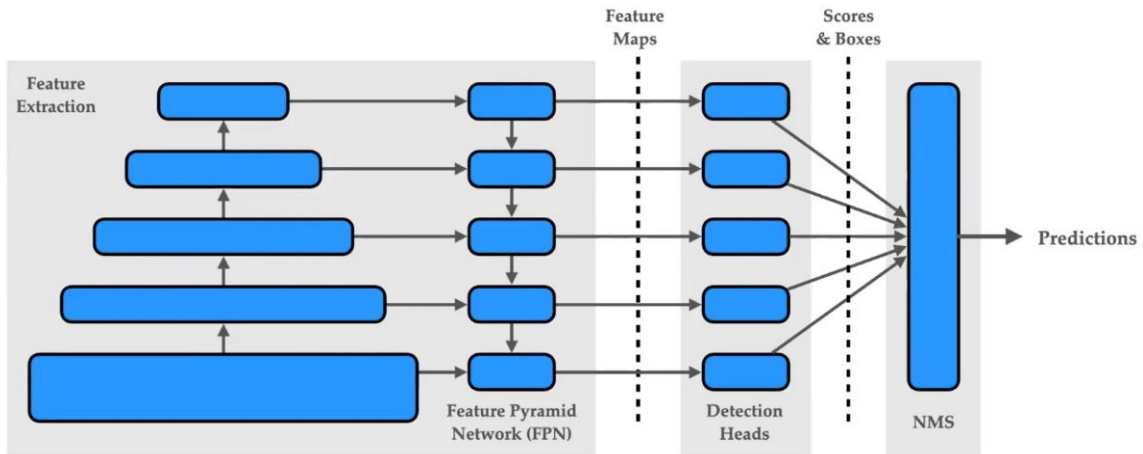 Feature
Maps
Scores
& Boxes
Feature
Extraction
Predictions
Feature Pyramid
Network (FPN)
Detection
Heads
NMS